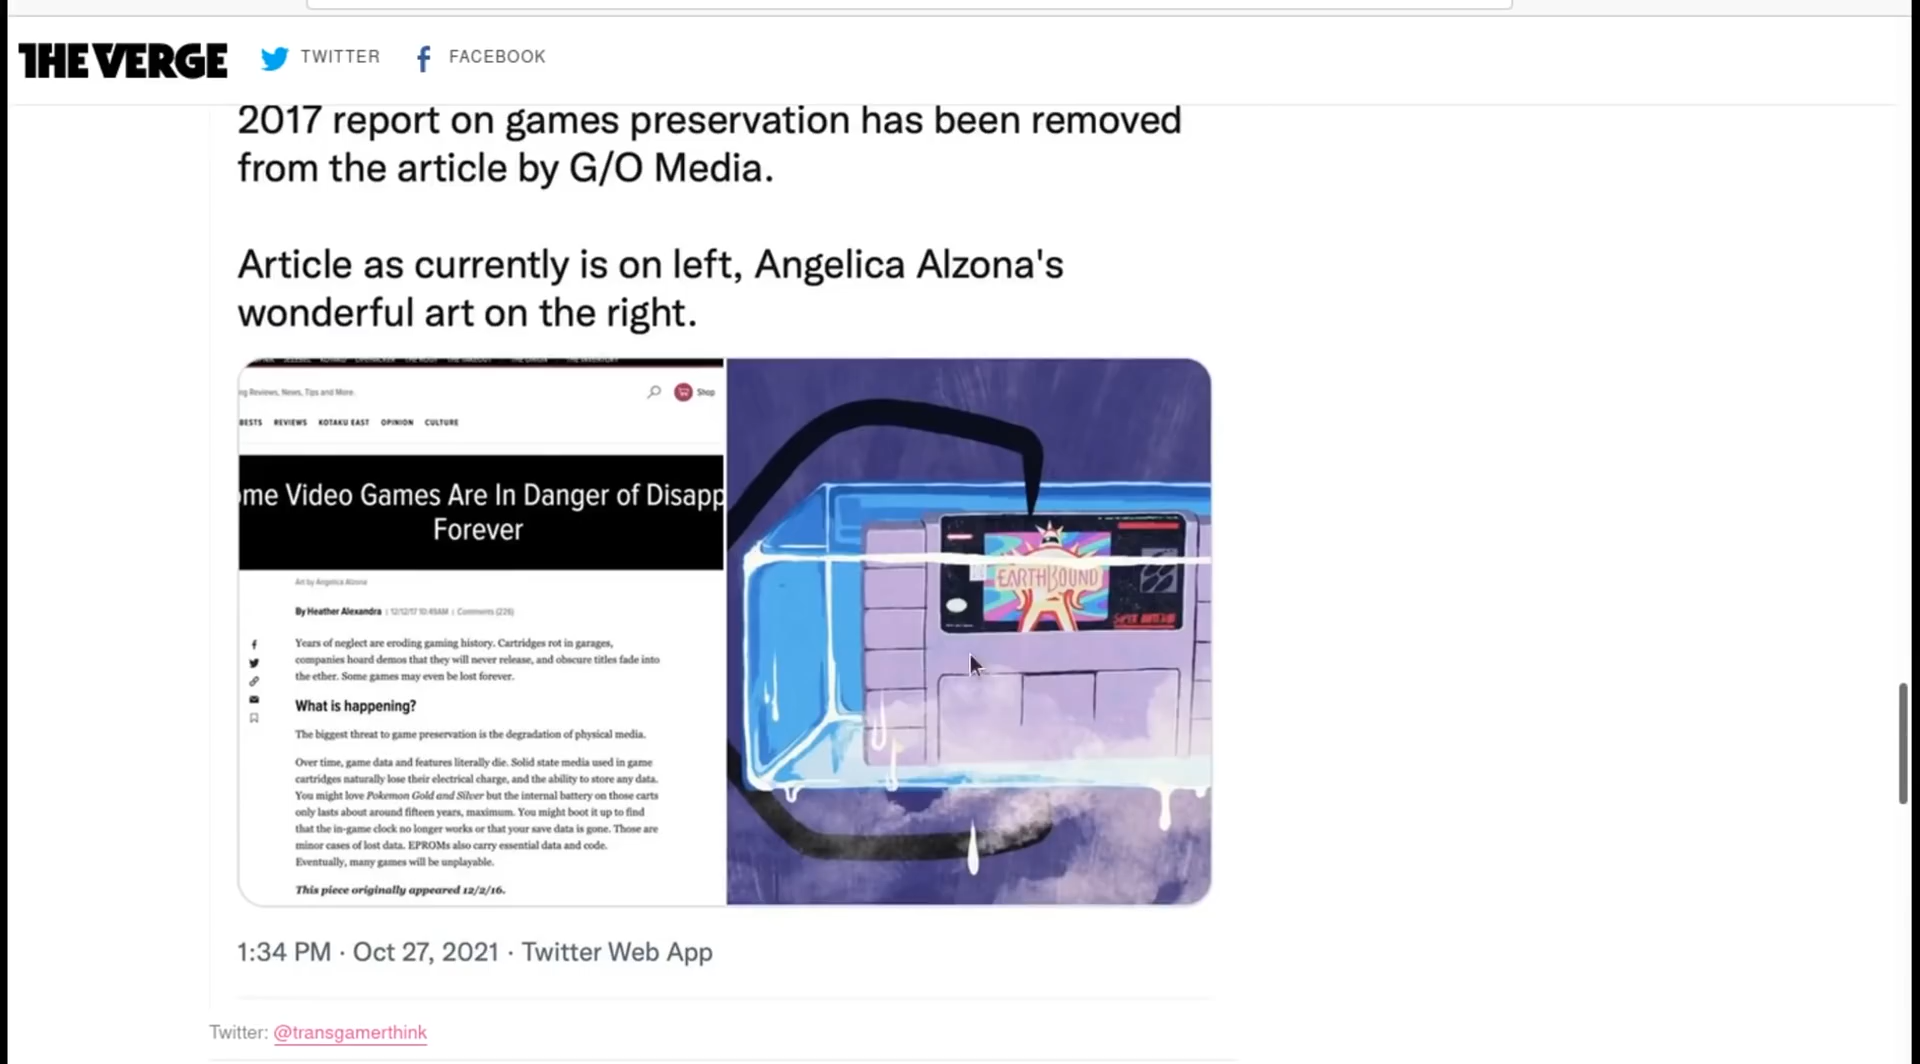 THE VERGE
TWITTER
FACEBOOK
2017 report on games preservation has been removed
from the article by G/O Media.
Article as currently is on left, Angelica Alzona's
wonderful art on the right.
ng Reviews, News, Tips and More.
Shop
BESTS REVIEWS KOTAKU EAST OPINION CULTURE
ome Video Games Are In Danger of Disapp
Forever
Art by Angelica Alzona
By Heather Alexandra | 12/12/17 10:49AM | Comments (226)
Years of neglect are eroding gaming history. Cartridges rot in garages,
companies hoard demos that they will never release, and obscure titles fade into
the ether. Some games may even be lost forever.
What is happening?
The biggest threat to game preservation is the degradation of physical media.
Over time, game data and features literally die. Solid state media used in game
cartridges naturally lose their electrical charge, and the ability to store any data.
You might love Pokemon Gold and Silver but the internal battery on those carts
only lasts about around fifteen years, maximum. You might boot it up to find
that the in-game clock no longer works or that your save data is gone. Those are
minor cases of lost data. EPROMs also carry essential data and code.
Eventually, many games will be unplayable.
This piece originally appeared 12/2/16.
EARTHBOUND
SUPER NINTENDO
1:34 PM · Oct 27, 2021 · Twitter Web App
Twitter: @transgamerthink